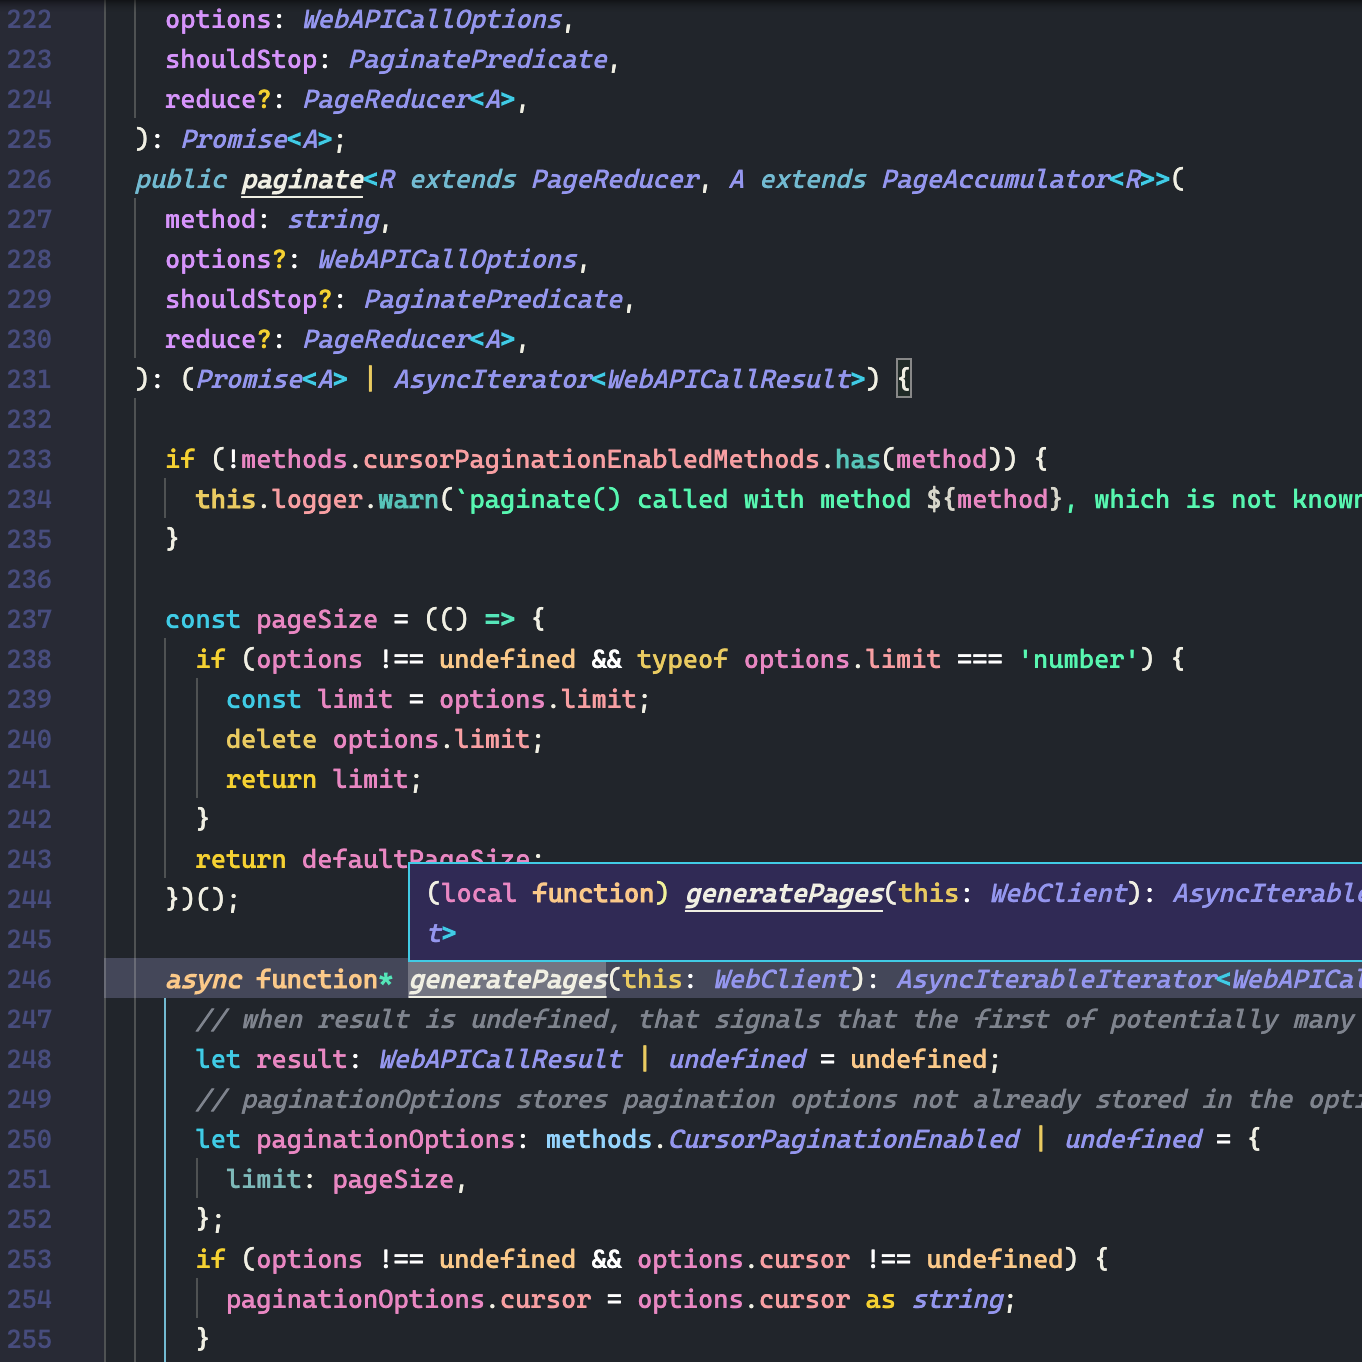 222 options: WebAPICallOptions,
223 shouldStop: PaginatePredicate,
224 reduce?: PageReducer<A>,
225 ): Promise<A>;
226 public paginate<R extends PageReducer, A extends PageAccumulator<R>>(
227 method: string,
228 options?: WebAPICallOptions,
229 shouldStop?: PaginatePredicate,
230 reduce?: PageReducer<A>,
231 ): (Promise<A> | AsyncIterator<WebAPICallResult>) {
232
233 if (!methods.cursorPaginationEnabledMethods.has(method)) {
234 this.logger.warn(`paginate() called with method ${method}, which is not known
235 }
236
237 const pageSize = (() => {
238 if (options !== undefined && typeof options.limit === 'number') {
239 const limit = options.limit;
240 delete options.limit;
241 return limit;
242 }
243 return defaultPageSize;
244 })();
(local function) generatePages(this: WebClient): AsyncIterable
t>
245
246 async function* generatePages(this: WebClient): AsyncIterableIterator<WebAPICal
247 // when result is undefined, that signals that the first of potentially many
248 let result: WebAPICallResult | undefined = undefined;
249 // paginationOptions stores pagination options not already stored in the opti
250 let paginationOptions: methods.CursorPaginationEnabled | undefined = {
251 limit: pageSize,
252 };
253 if (options !== undefined && options.cursor !== undefined) {
254 paginationOptions.cursor = options.cursor as string;
255 }